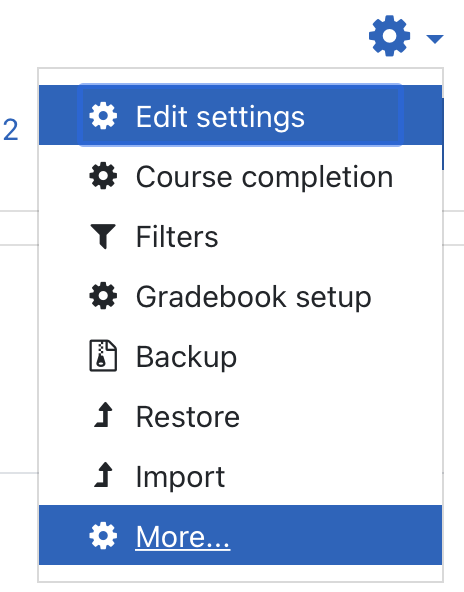 2
Edit settings
Course completion
Filters
Gradebook setup
Backup
Restore
Import
More...